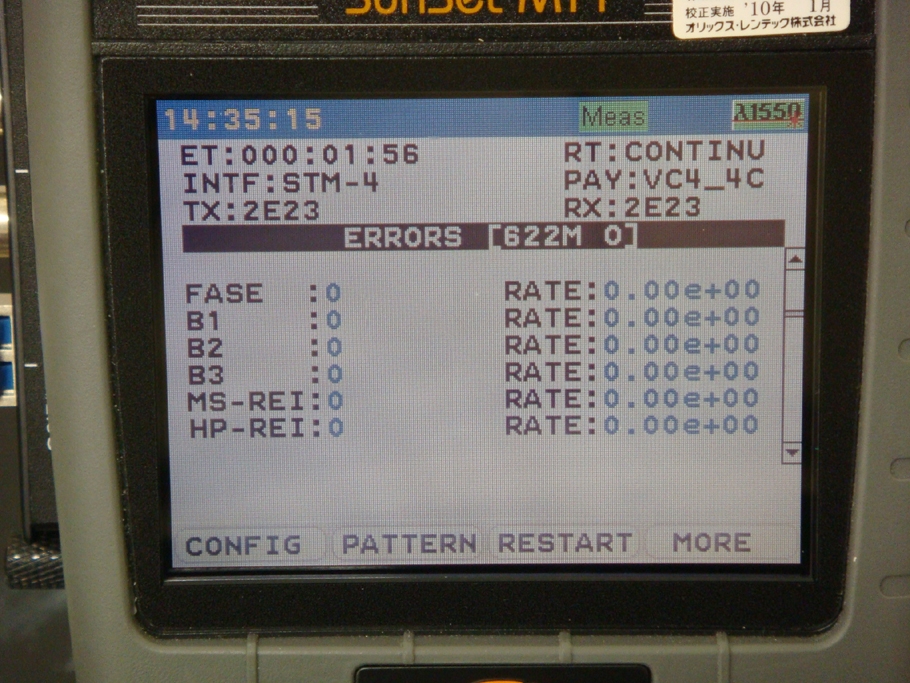 Sunset MTT
校正実施 '10年 1月
オリックス・レンテック株式会社
14:35:15 Meas λ1550
ET:000:01:56 RT:CONTINU
INTF:STM-4 PAY:VC4_4C
TX:2E23 RX:2E23
ERRORS [622M O]
FASE :0 RATE:0.00e+00
B1 :0 RATE:0.00e+00
B2 :0 RATE:0.00e+00
B3 :0 RATE:0.00e+00
MS-REI:0 RATE:0.00e+00
HP-REI:0 RATE:0.00e+00
CONFIG PATTERN RESTART MORE